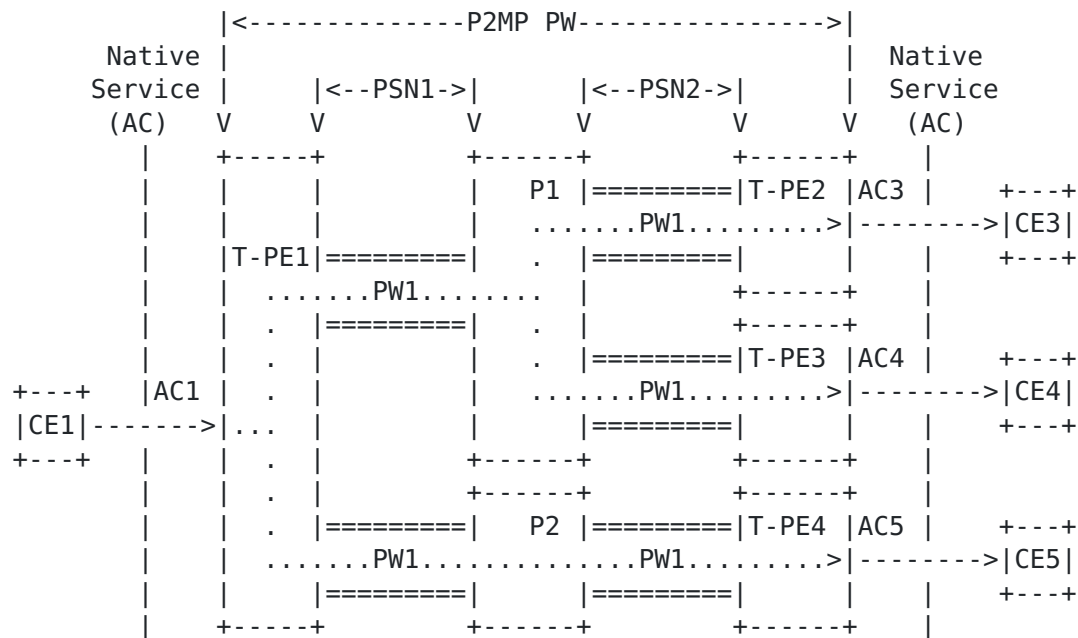 |<--------------P2MP PW---------------->|
       Native |                                       |  Native
      Service |     |<--PSN1->|      |<--PSN2->|      |  Service
       (AC)   V     V         V      V         V      V   (AC)
         |    +-----+         +------+         +------+    |
         |    |     |         |   P1 |=========|T-PE2 |AC3 |    +---+
         |    |     |         |   .......PW1.........>|-------->|CE3|
         |    |T-PE1|=========|   .  |=========|      |    |    +---+
         |    |  .......PW1........  |         +------+    |
         |    |  .  |=========|   .  |         +------+    |
         |    |  .  |         |   .  |=========|T-PE3 |AC4 |    +---+
+---+    |AC1 |  .  |         |   .......PW1.........>|-------->|CE4|
|CE1|------->|...  |         |      |=========|      |    |    +---+
+---+    |    |  .  |         +------+         +------+    |
         |    |  .  |         +------+         +------+    |
         |    |  .  |=========|   P2 |=========|T-PE4 |AC5 |    +---+
         |    |  .......PW1..............PW1.........>|-------->|CE5|
         |    |     |=========|      |=========|      |    |    +---+
         |    +-----+         +------+         +------+    |